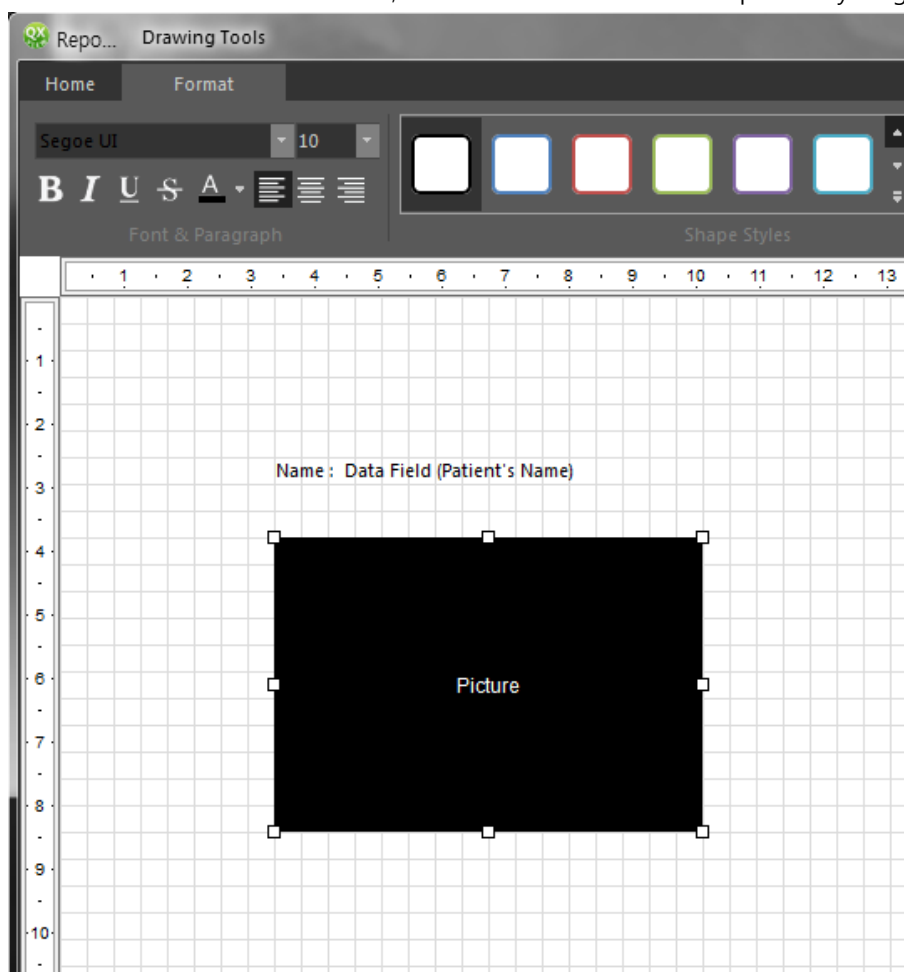 Repo... Drawing Tools
Home Format
Segoe UI 10
B I U S A
Font & Paragraph Shape Styles
1 2 3 4 5 6 7 8 9 10 11 12 13
1
2
Name : Data Field (Patient's Name)
3
4
5
6
Picture
7
8
9
10